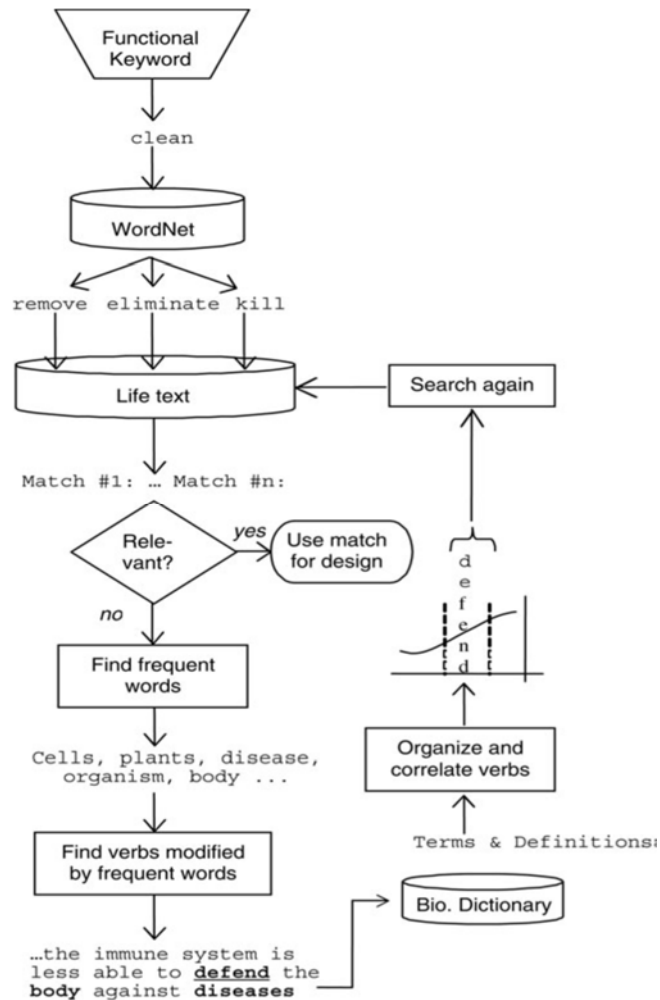 Functional
Keyword
clean
WordNet
remove eliminate kill
Life text
Search again
Match #1: … Match #n:
Rele-
vant?
yes
Use match
for design
no
Find frequent
words
Cells, plants, disease,
organism, body ...
Find verbs modified
by frequent words
…the immune system is
less able to defend the
body against diseases
Bio. Dictionary
Terms & Definitions:
Organize and
correlate verbs
defend